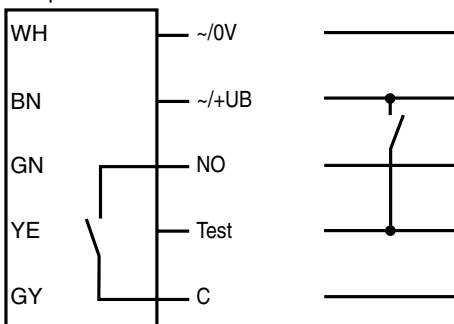 WH ~/0V
BN ~/+UB
GN NO
YE Test
GY C